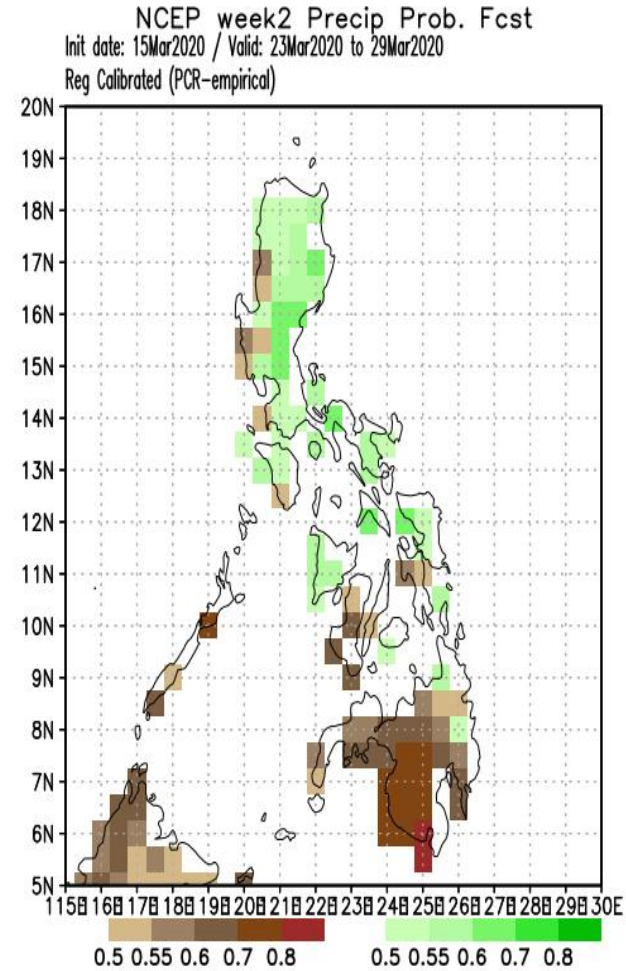 NCEP week2 Precip Prob. Fcst
Init date: 15Mar2020 / Valid: 23Mar2020 to 29Mar2020
Reg Calibrated (PCR-empirical)
20N
19N
18N
17N
16N
15N
14N
13N
12N
11N
10N
9N
8N
7N
6N
5N
115E 116E 117E 118E 119E 120E 121E 122E 123E 124E 125E 126E 127E 128E 129E 130E
0.5 0.55 0.6 0.7 0.8 0.5 0.55 0.6 0.7 0.8